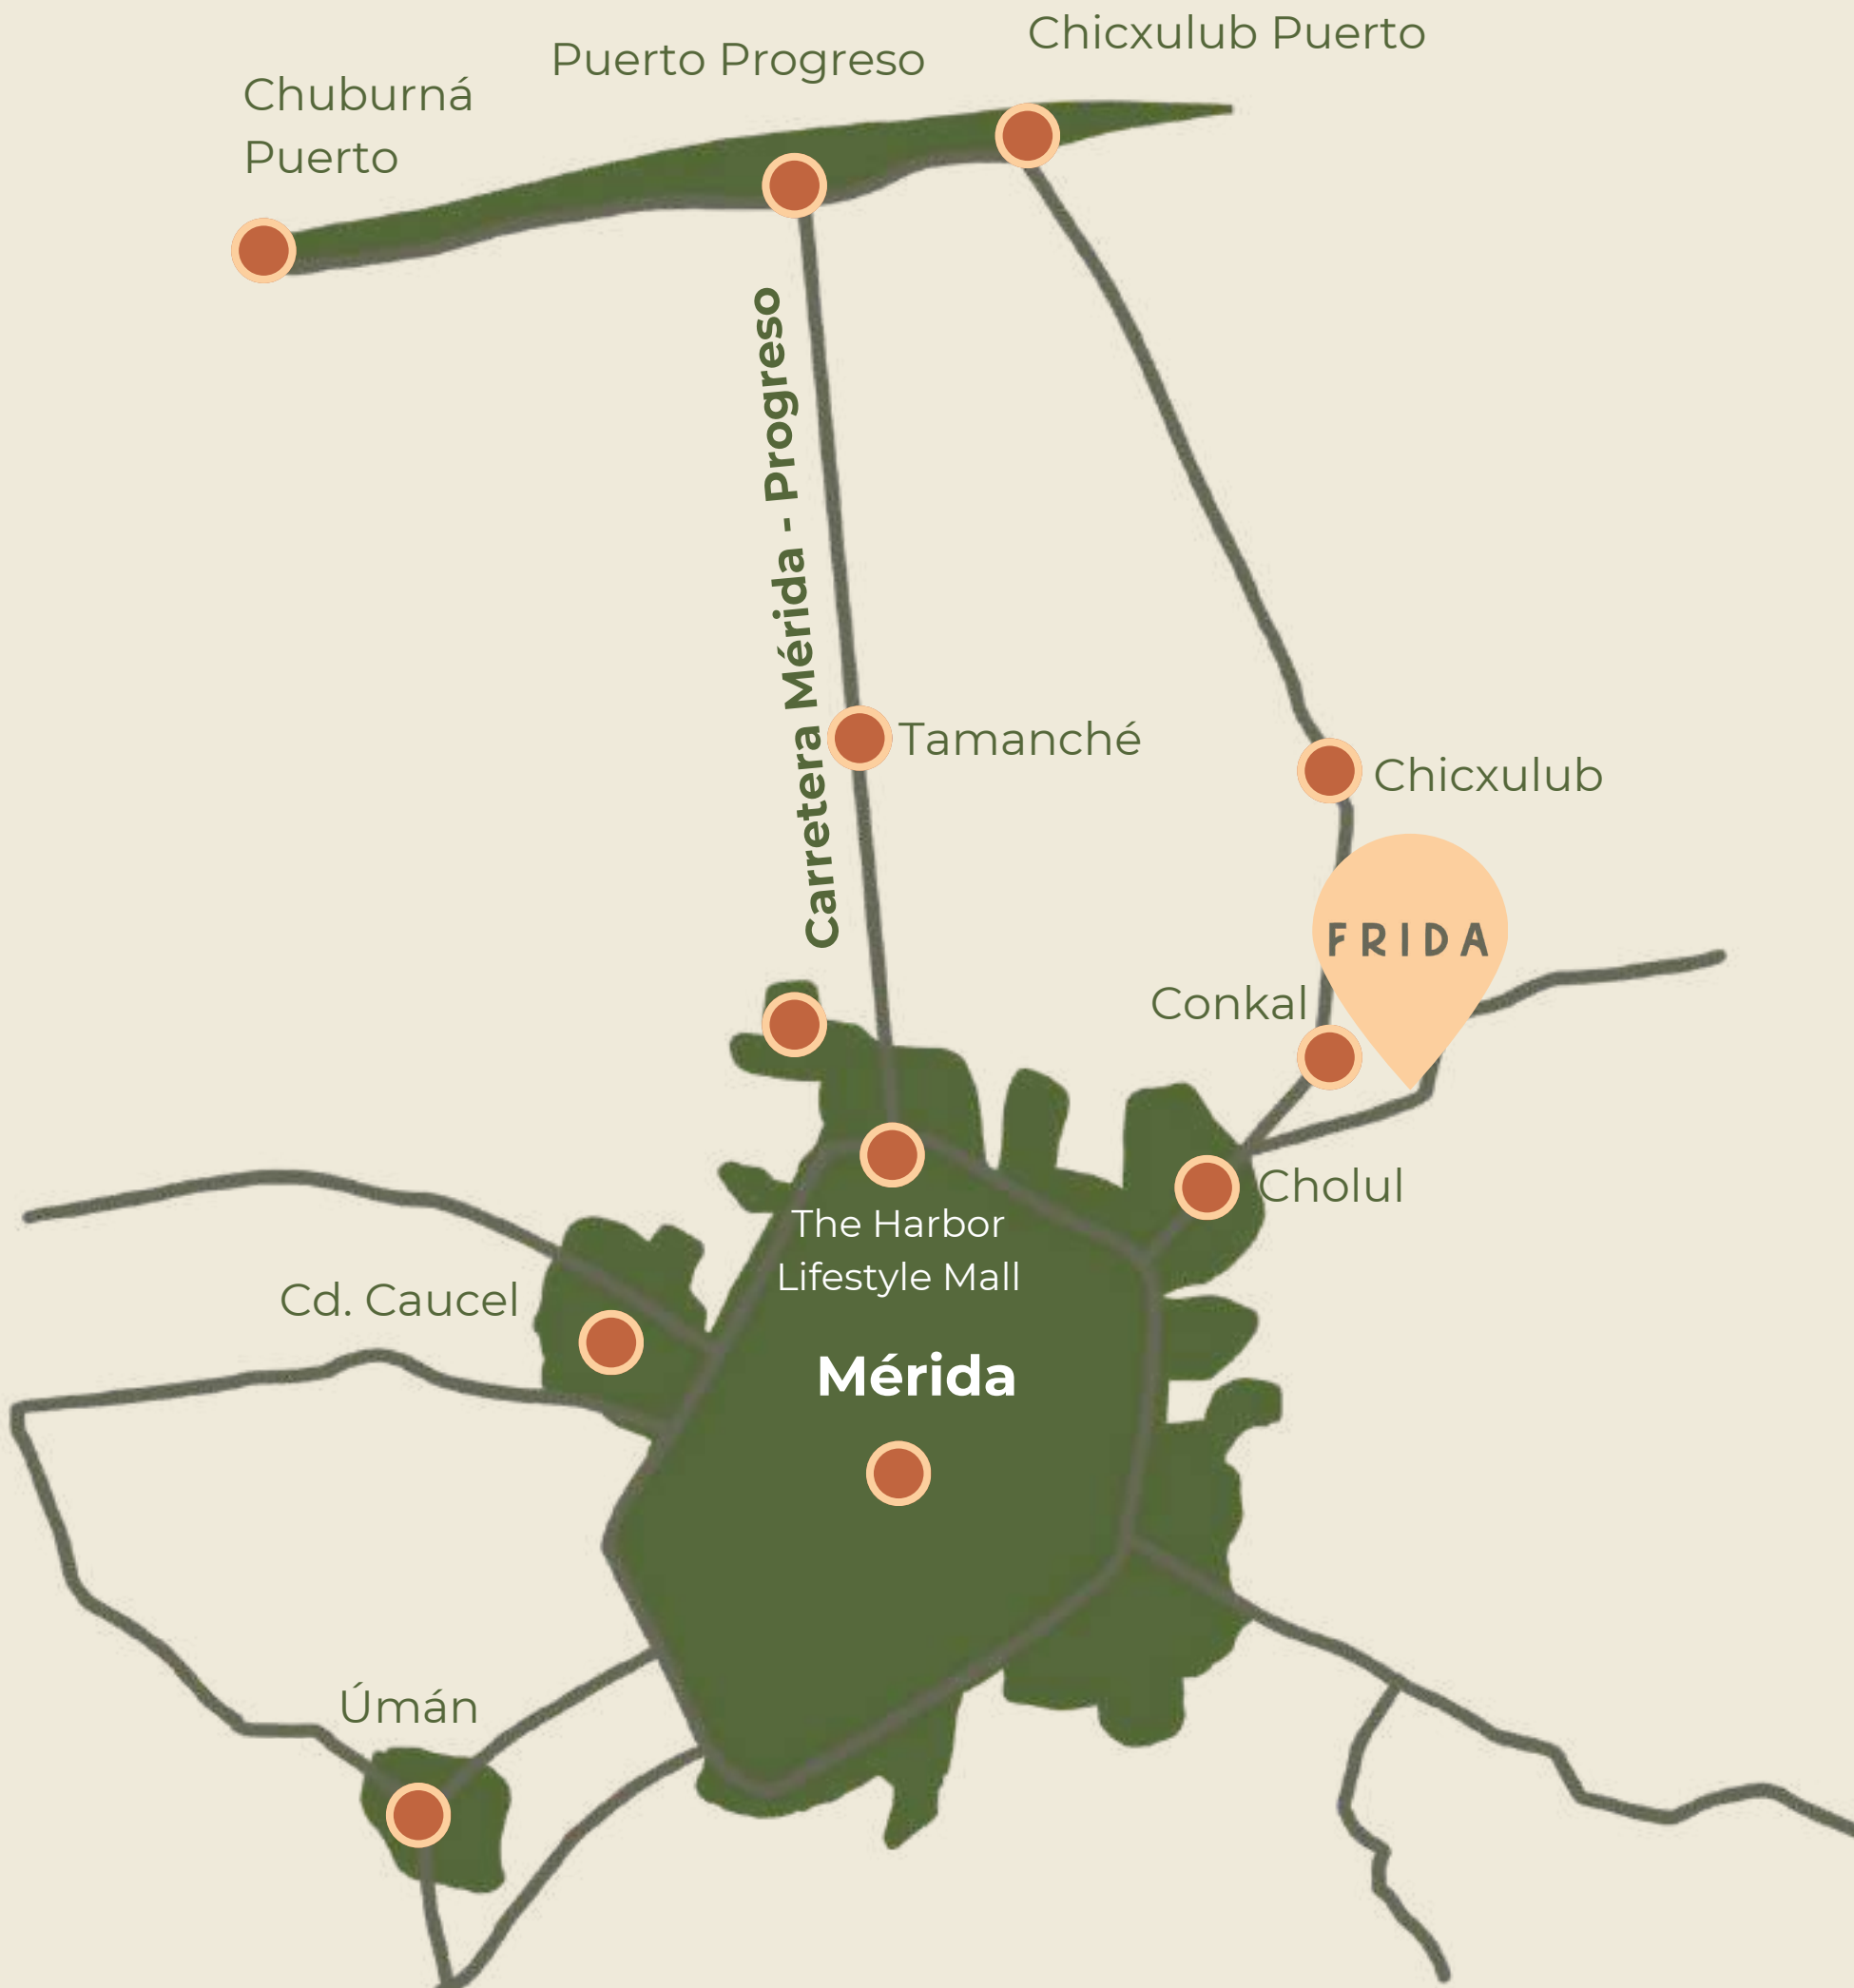 Chicxulub Puerto
Puerto Progreso
Chuburná
Puerto
Carretera Mérida - Progreso
Tamanché
Chicxulub
FRIDA
Conkal
Cholul
The Harbor
Lifestyle Mall
Cd. Caucel
Mérida
Úmán